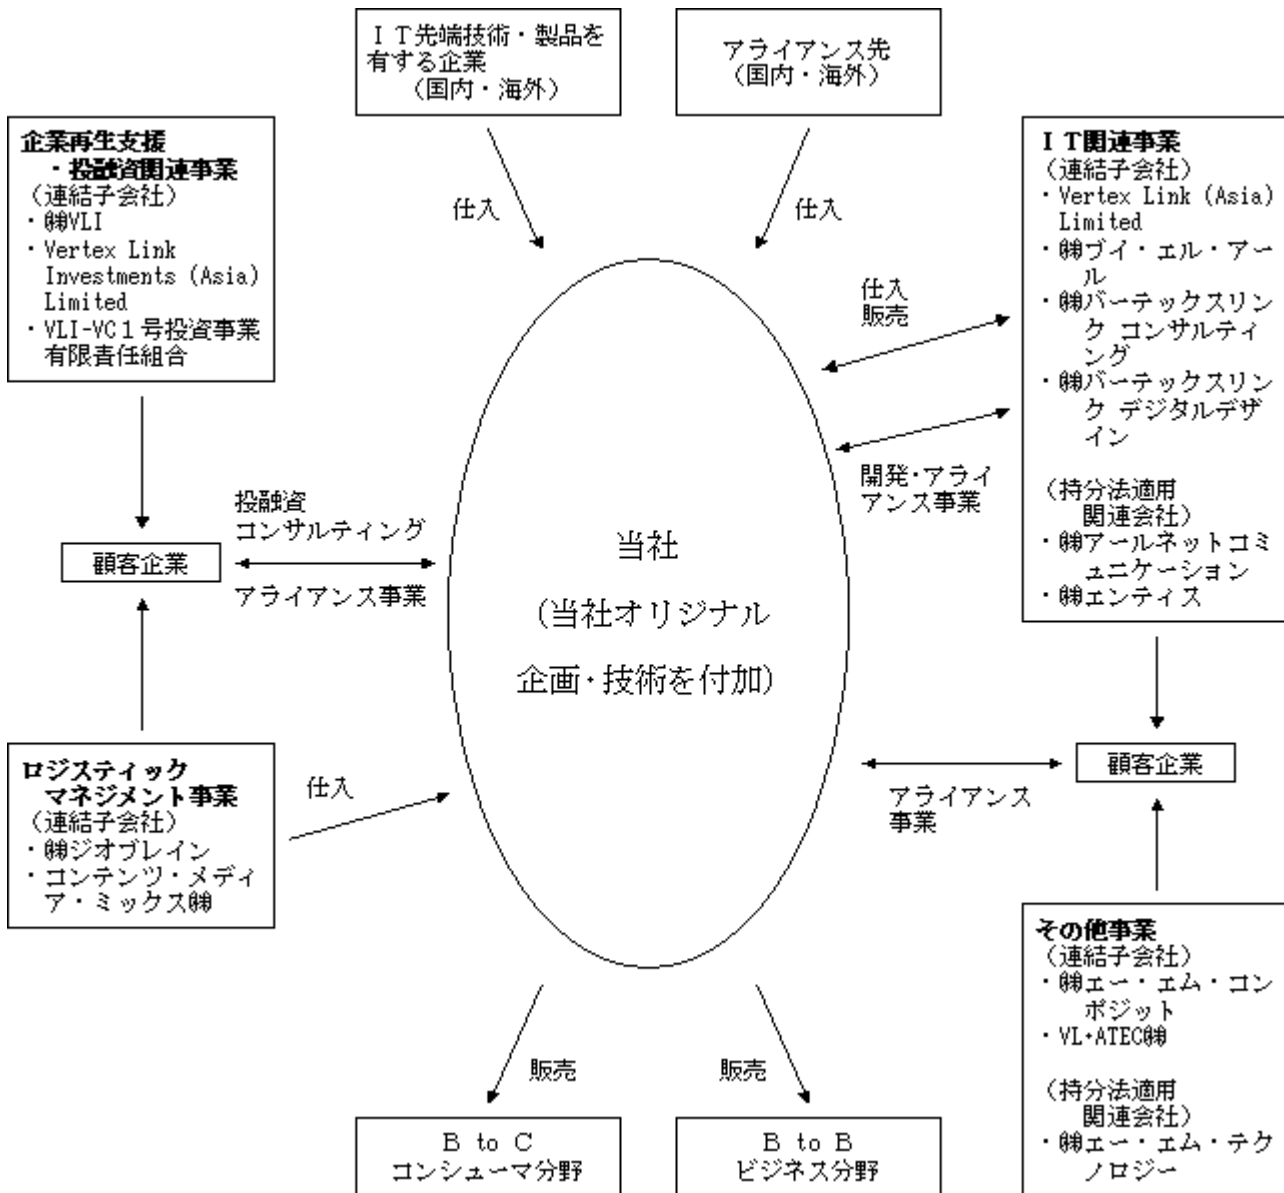 ＩＴ先端技術・製品を
有する企業
（国内・海外）
アライアンス先
（国内・海外）
企業再生支援
・投融資関連事業
（連結子会社）
・㈱VLI
・Vertex Link
Investments (Asia)
Limited
・VLI-VC１号投資事業
有限責任組合
仕入
仕入
ＩＴ関連事業
（連結子会社）
・Vertex Link (Asia)
Limited
・㈱ヴイ・エル・アー
ル
・㈱バーテックスリン
ク コンサルティ
ング
・㈱バーテックスリン
ク デジタルデザ
イン
（持分法適用
関連会社）
・㈱アールネットコミ
ュニケーション
・㈱エンティス
仕入
販売
開発・アライ
アンス事業
投融資
コンサルティング
アライアンス事業
顧客企業
当社
（当社オリジナル
企画・技術を付加）
ロジスティック
マネジメント事業
（連結子会社）
・㈱ジオブレイン
・コンテンツ・メディ
ア・ミックス㈱
仕入
顧客企業
アライアンス
事業
その他事業
（連結子会社）
・㈱エー・エム・コン
ポジット
・VL・ATEC㈱
（持分法適用
関連会社）
・㈱エー・エム・テク
ノロジー
販売
販売
Ｂ to Ｃ
コンシューマ分野
Ｂ to Ｂ
ビジネス分野